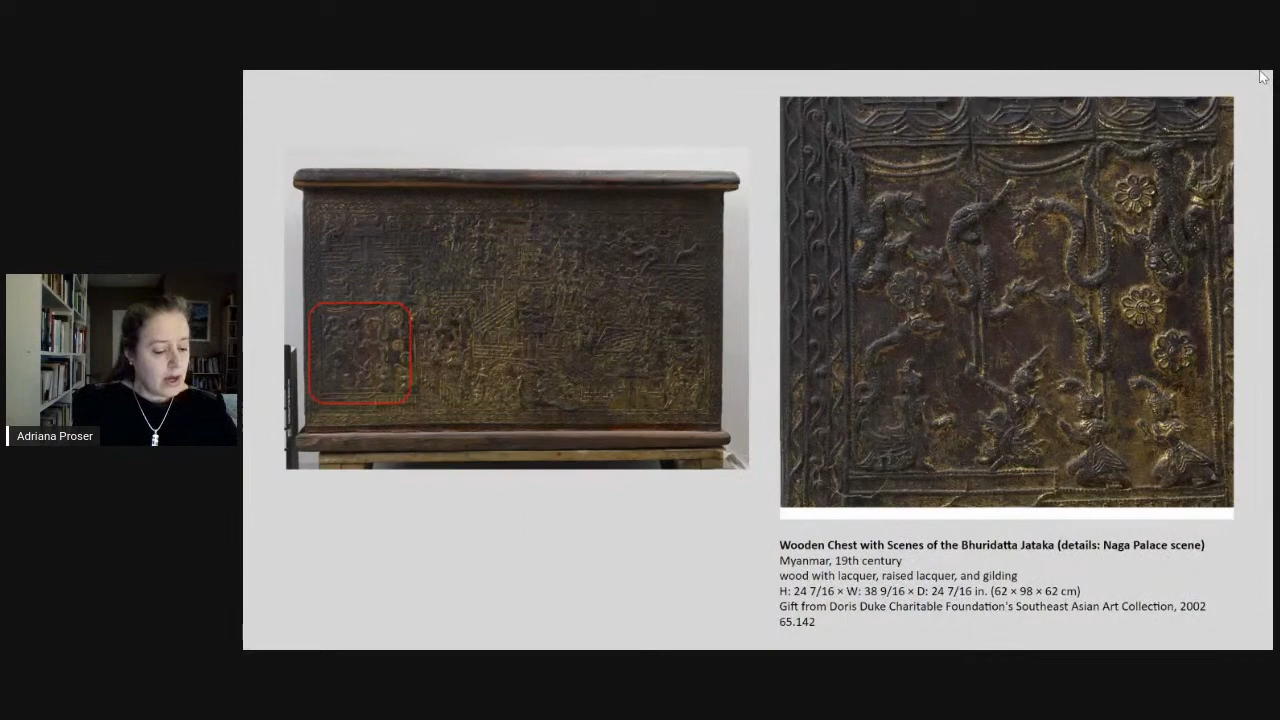 Adriana Proser
Wooden Chest with Scenes of the Bhuridatta Jataka (details: Naga Palace scene)
Myanmar, 19th century
wood with lacquer, raised lacquer, and gilding
H: 24 7/16 × W: 38 9/16 × D: 24 7/16 in. (62 × 98 × 62 cm)
Gift from Doris Duke Charitable Foundation's Southeast Asian Art Collection, 2002
65.142